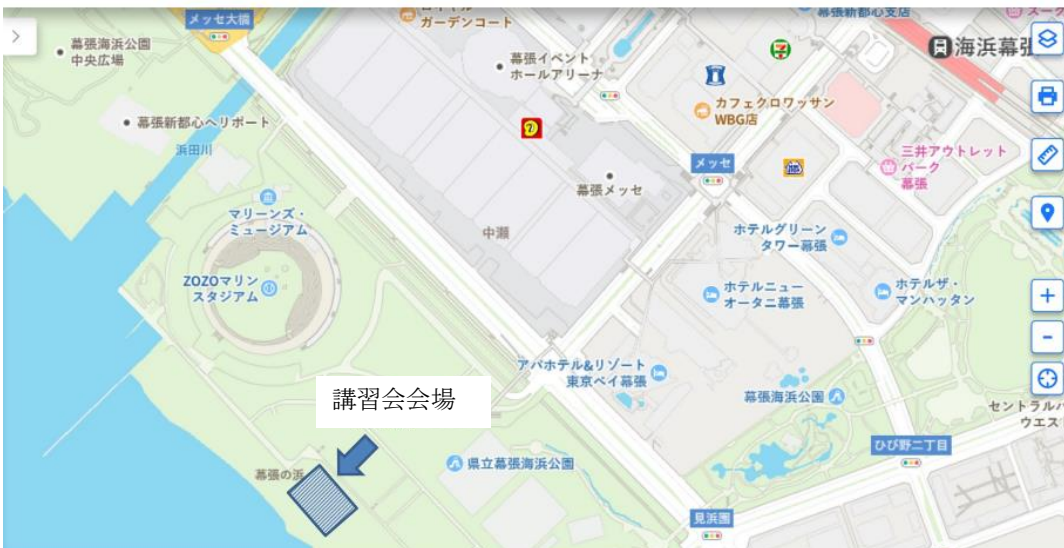 メッセ大橋
ガーデンコート
幕張新都心支店
幕張海浜公園
中央広場
幕張イベント
ホールアリーナ
海浜幕張
カフェクロワッサン
WBG店
幕張新都心ヘリポート
浜田川
メッセ
三井アウトレット
パーク
幕張
幕張メッセ
マリーンズ・
ミュージアム
中瀬
ホテルグリーン
タワー幕張
ZOZOマリン
スタジアム
ホテルニュー
オータニ幕張
ホテルザ・
マンハッタン
アパホテル&リゾート
東京ベイ幕張
講習会会場
幕張海浜公園
セントラルパ
ウエス
ひび野二丁目
幕張の浜
県立幕張海浜公園
見浜園